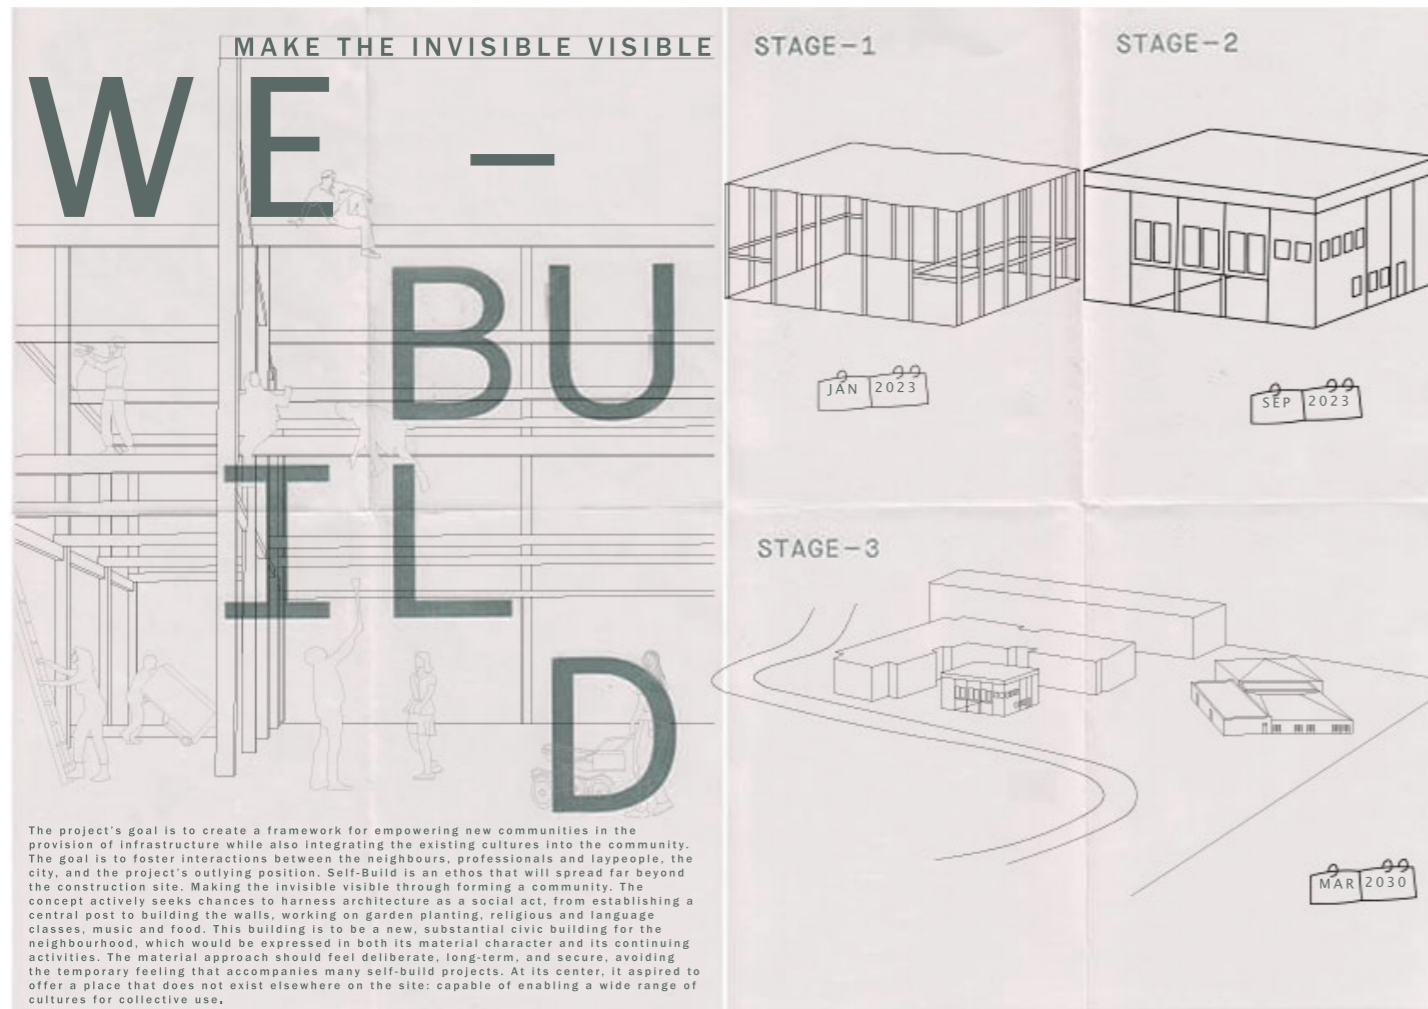 MAKE THE INVISIBLE VISIBLE
WE –
BU
IL
D
The project's goal is to create a framework for empowering new communities in the
provision of infrastructure while also integrating the existing cultures into the community.
The goal is to foster interactions between the neighbours, professionals and laypeople, the
city, and the project's outlying position. Self-Build is an ethos that will spread far beyond
the construction site. Making the invisible visible through forming a community. The
concept actively seeks chances to harness architecture as a social act, from establishing a
central post to building the walls, working on garden planting, religious and language
classes, music and food. This building is to be a new, substantial civic building for the
neighbourhood, which would be expressed in both its material character and its continuing
activities. The material approach should feel deliberate, long-term, and secure, avoiding
the temporary feeling that accompanies many self-build projects. At its center, it aspired to
offer a place that does not exist elsewhere on the site: capable of enabling a wide range of
cultures for collective use.
STAGE–1
JAN 2023
STAGE–2
SEP 2023
STAGE–3
MAR 2030